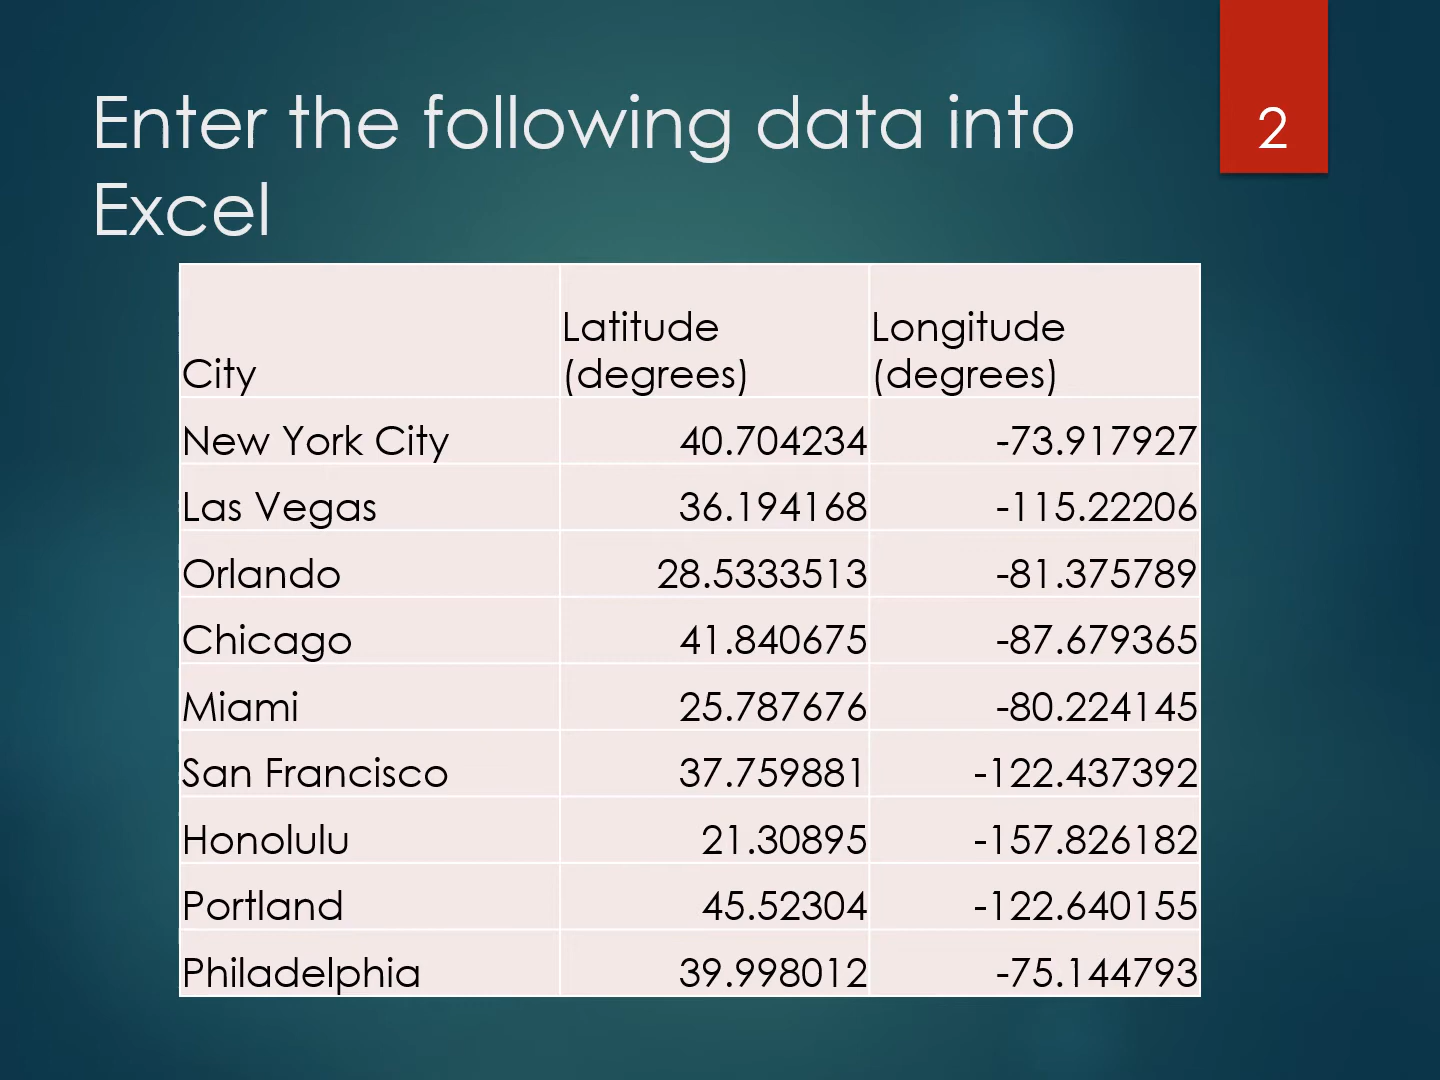 Enter the following data into
Excel
2
City Latitude (degrees) Longitude (degrees)
New York City 40.704234 -73.917927
Las Vegas 36.194168 -115.22206
Orlando 28.5333513 -81.375789
Chicago 41.840675 -87.679365
Miami 25.787676 -80.224145
San Francisco 37.759881 -122.437392
Honolulu 21.30895 -157.826182
Portland 45.52304 -122.640155
Philadelphia 39.998012 -75.144793